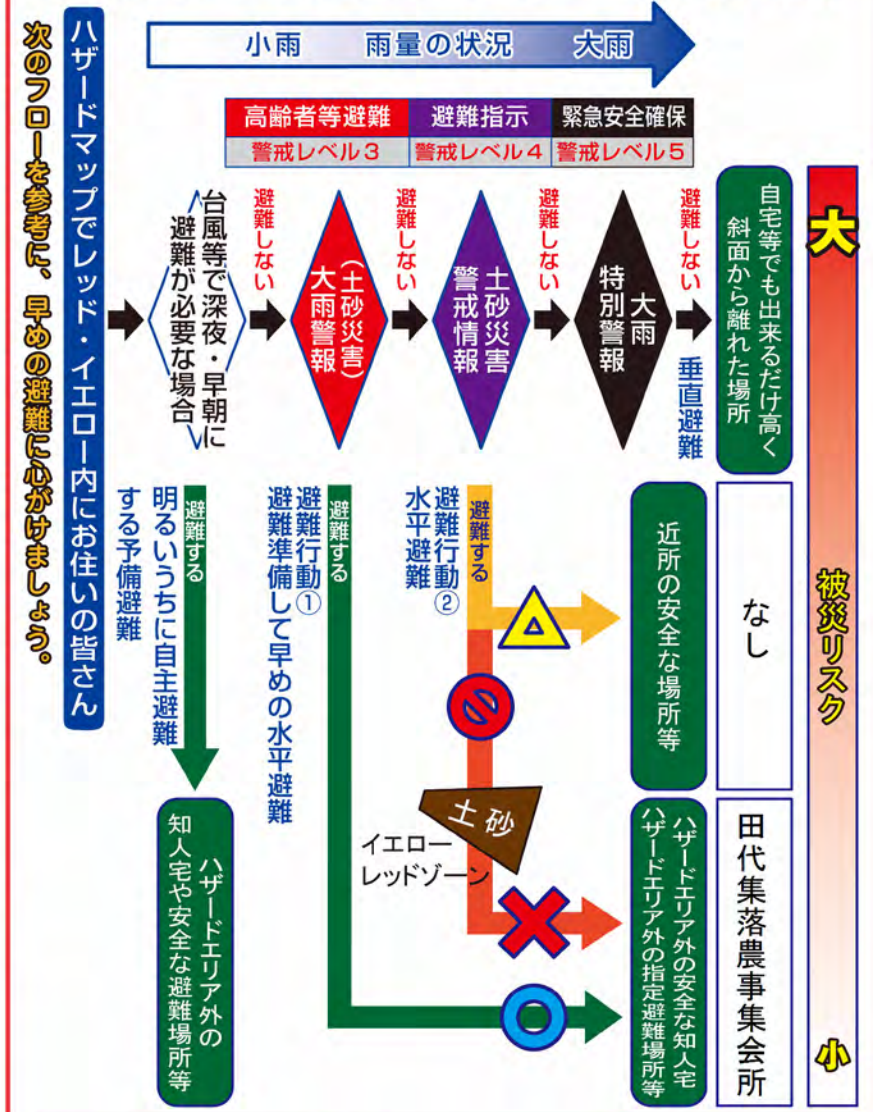 次のフローを参考に、早めの避難に心がけましょう。
ハザードマップでレッド・イエロー内にお住いの皆さん
小雨 雨量の状況 大雨
高齢者等避難
警戒レベル3
避難指示
警戒レベル4
緊急安全確保
警戒レベル5
台風等で深夜・早朝に
避難が必要な場合
避難しない
(土砂災害)
大雨警報
避難しない
土砂災害
警戒情報
避難しない
大雨
特別警報
避難しない
垂直避難
自宅等でも出来るだけ高く
斜面から離れた場所
避難する
明るいうちに自主避難
する予備避難
ハザードエリア外の
知人宅や安全な避難場所等
避難する
避難行動①
避難準備して早めの水平避難
避難する
避難行動②
水平避難
土砂
イエロー
レッドゾーン
近所の安全な場所等
なし
ハザードエリア外の安全な知人宅
ハザードエリア外の指定避難場所等
田代集落農事集会所
大
被災リスク
小